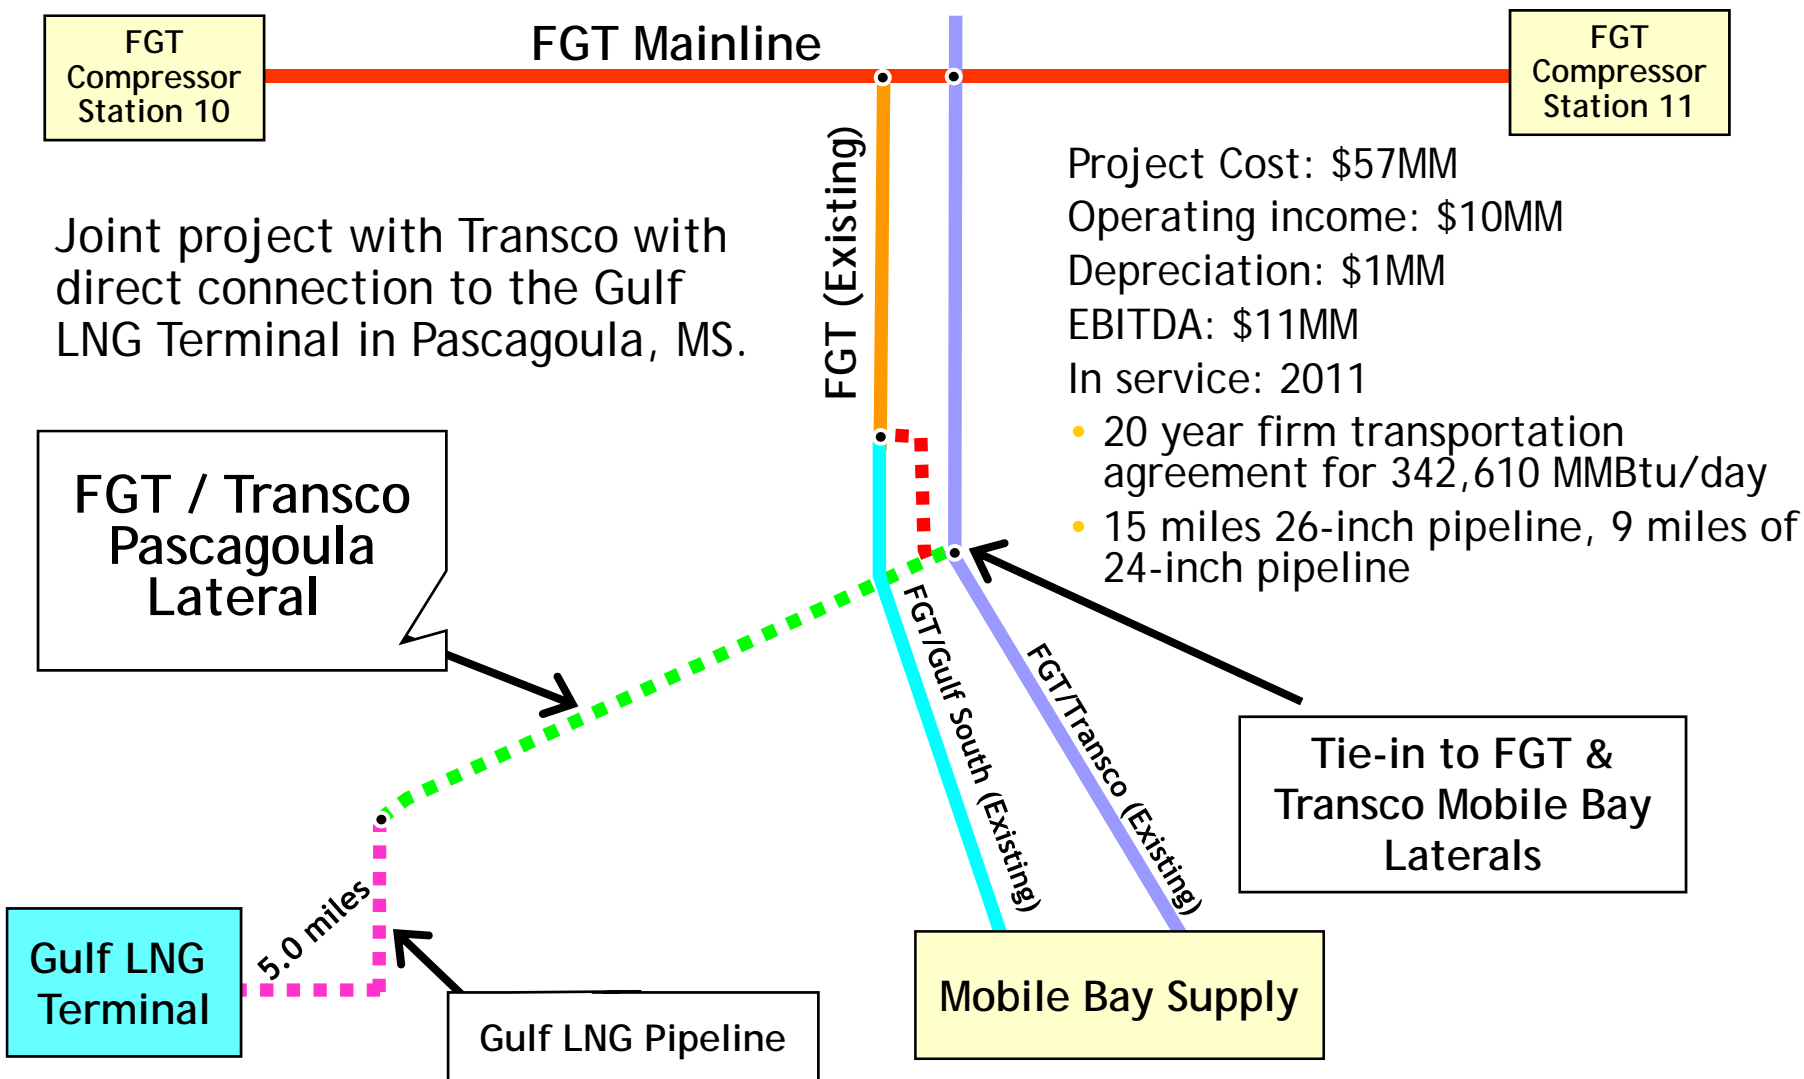 FGT
Compressor
Station 10
FGT Mainline
FGT
Compressor
Station 11
Joint project with Transco with
direct connection to the Gulf
LNG Terminal in Pascagoula, MS.
FGT (Existing)
Project Cost: $57MM
Operating income: $10MM
Depreciation: $1MM
EBITDA: $11MM
In service: 2011
• 20 year firm transportation
agreement for 342,610 MMBtu/day
• 15 miles 26-inch pipeline, 9 miles of
24-inch pipeline
FGT / Transco
Pascagoula
Lateral
FGT/Gulf South (Existing)
FGT/Transco (Existing)
Tie-in to FGT &
Transco Mobile Bay
Laterals
5.0 miles
Gulf LNG
Terminal
Gulf LNG Pipeline
Mobile Bay Supply